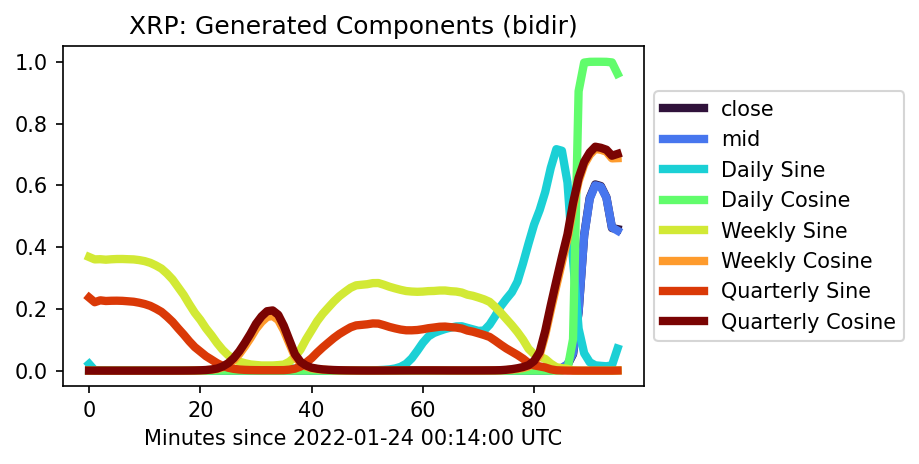 XRP: Generated Components (bidir)
1.0
0.8
0.6
0.4
0.2
0.0
0 20 40 60 80
Minutes since 2022-01-24 00:14:00 UTC
close
mid
Daily Sine
Daily Cosine
Weekly Sine
Weekly Cosine
Quarterly Sine
Quarterly Cosine